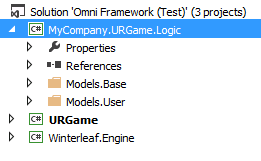 Solution 'Omni Framework (Test)' (3 projects)
C# MyCompany.URGame.Logic
Properties
References
Models.Base
Models.User
C# URGame
C# Winterleaf.Engine